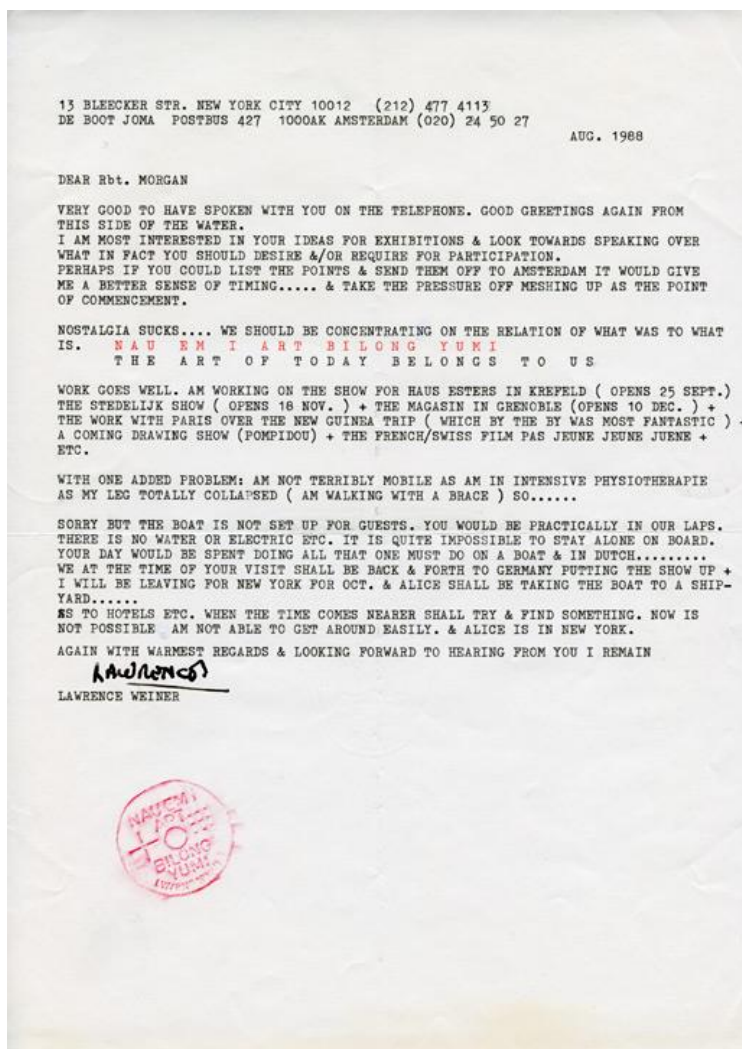 13 BLEECKER STR. NEW YORK CITY 10012 (212) 477 4113
DE BOOT JOMA POSTBUS 427 1000AK AMSTERDAM (020) 24 50 27
AUG. 1988
DEAR Rbt. MORGAN
VERY GOOD TO HAVE SPOKEN WITH YOU ON THE TELEPHONE. GOOD GREETINGS AGAIN FROM
THIS SIDE OF THE WATER.
I AM MOST INTERESTED IN YOUR IDEAS FOR EXHIBITIONS & LOOK TOWARDS SPEAKING OVER
WHAT IN FACT YOU SHOULD DESIRE &/OR REQUIRE FOR PARTICIPATION.
PERHAPS IF YOU COULD LIST THE POINTS & SEND THEM OFF TO AMSTERDAM IT WOULD GIVE
ME A BETTER SENSE OF TIMING..... & TAKE THE PRESSURE OFF MESHING UP AS THE POINT
OF COMMENCEMENT.
NOSTALGIA SUCKS.... WE SHOULD BE CONCENTRATING ON THE RELATION OF WHAT WAS TO WHAT
IS. NAU EM I ART BILONG YUMI
THE ART OF TODAY BELONGS TO US
WORK GOES WELL. AM WORKING ON THE SHOW FOR HAUS ESTERS IN KREFELD ( OPENS 25 SEPT.)
THE STEDELIJK SHOW ( OPENS 18 NOV. ) + THE MAGASIN IN GRENOBLE (OPENS 10 DEC. ) +
THE WORK WITH PARIS OVER THE NEW GUINEA TRIP ( WHICH BY THE BY WAS MOST FANTASTIC ) +
A COMING DRAWING SHOW (POMPIDOU) + THE FRENCH/SWISS FILM PAS JEUNE JEUNE JUENE +
ETC.
WITH ONE ADDED PROBLEM: AM NOT TERRIBLY MOBILE AS AM IN INTENSIVE PHYSIOTHERAPIE
AS MY LEG TOTALLY COLLAPSED ( AM WALKING WITH A BRACE ) SO......
SORRY BUT THE BOAT IS NOT SET UP FOR GUESTS. YOU WOULD BE PRACTICALLY IN OUR LAPS.
THERE IS NO WATER OR ELECTRIC ETC. IT IS QUITE IMPOSSIBLE TO STAY ALONE ON BOARD.
YOUR DAY WOULD BE SPENT DOING ALL THAT ONE MUST DO ON A BOAT & IN DUTCH.........
WE AT THE TIME OF YOUR VISIT SHALL BE BACK & FORTH TO GERMANY PUTTING THE SHOW UP +
I WILL BE LEAVING FOR NEW YORK FOR OCT. & ALICE SHALL BE TAKING THE BOAT TO A SHIP-
YARD......
AS TO HOTELS ETC. WHEN THE TIME COMES NEARER SHALL TRY & FIND SOMETHING. NOW IS
NOT POSSIBLE AM NOT ABLE TO GET AROUND EASILY. & ALICE IS IN NEW YORK.
AGAIN WITH WARMEST REGARDS & LOOKING FORWARD TO HEARING FROM YOU I REMAIN
LAWRENCE
LAWRENCE WEINER
NAU EM I
ART
BILONG
YUMI